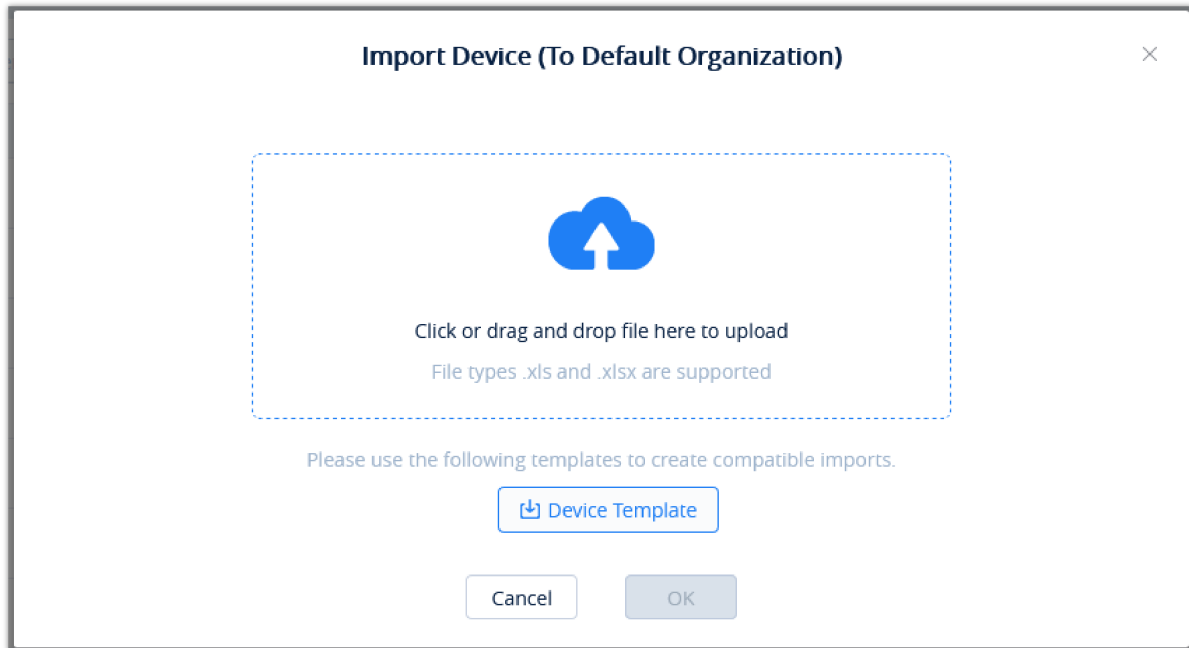 Import Device (To Default Organization)
Click or drag and drop file here to upload
File types .xls and .xlsx are supported
Please use the following templates to create compatible imports.
Device Template
Cancel
OK